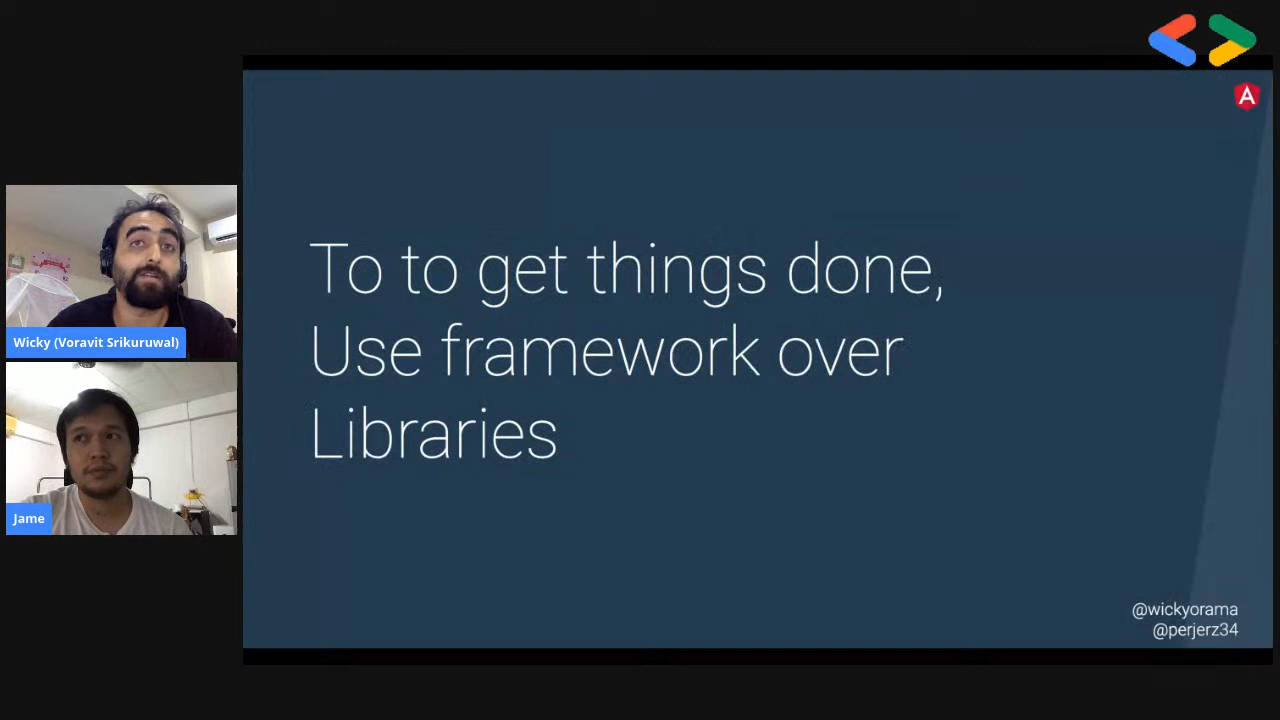 To to get things done,
Use framework over
Libraries
Wicky (Voravit Srikuruwal)
Jame
@wickyorama
@perjerz34
A